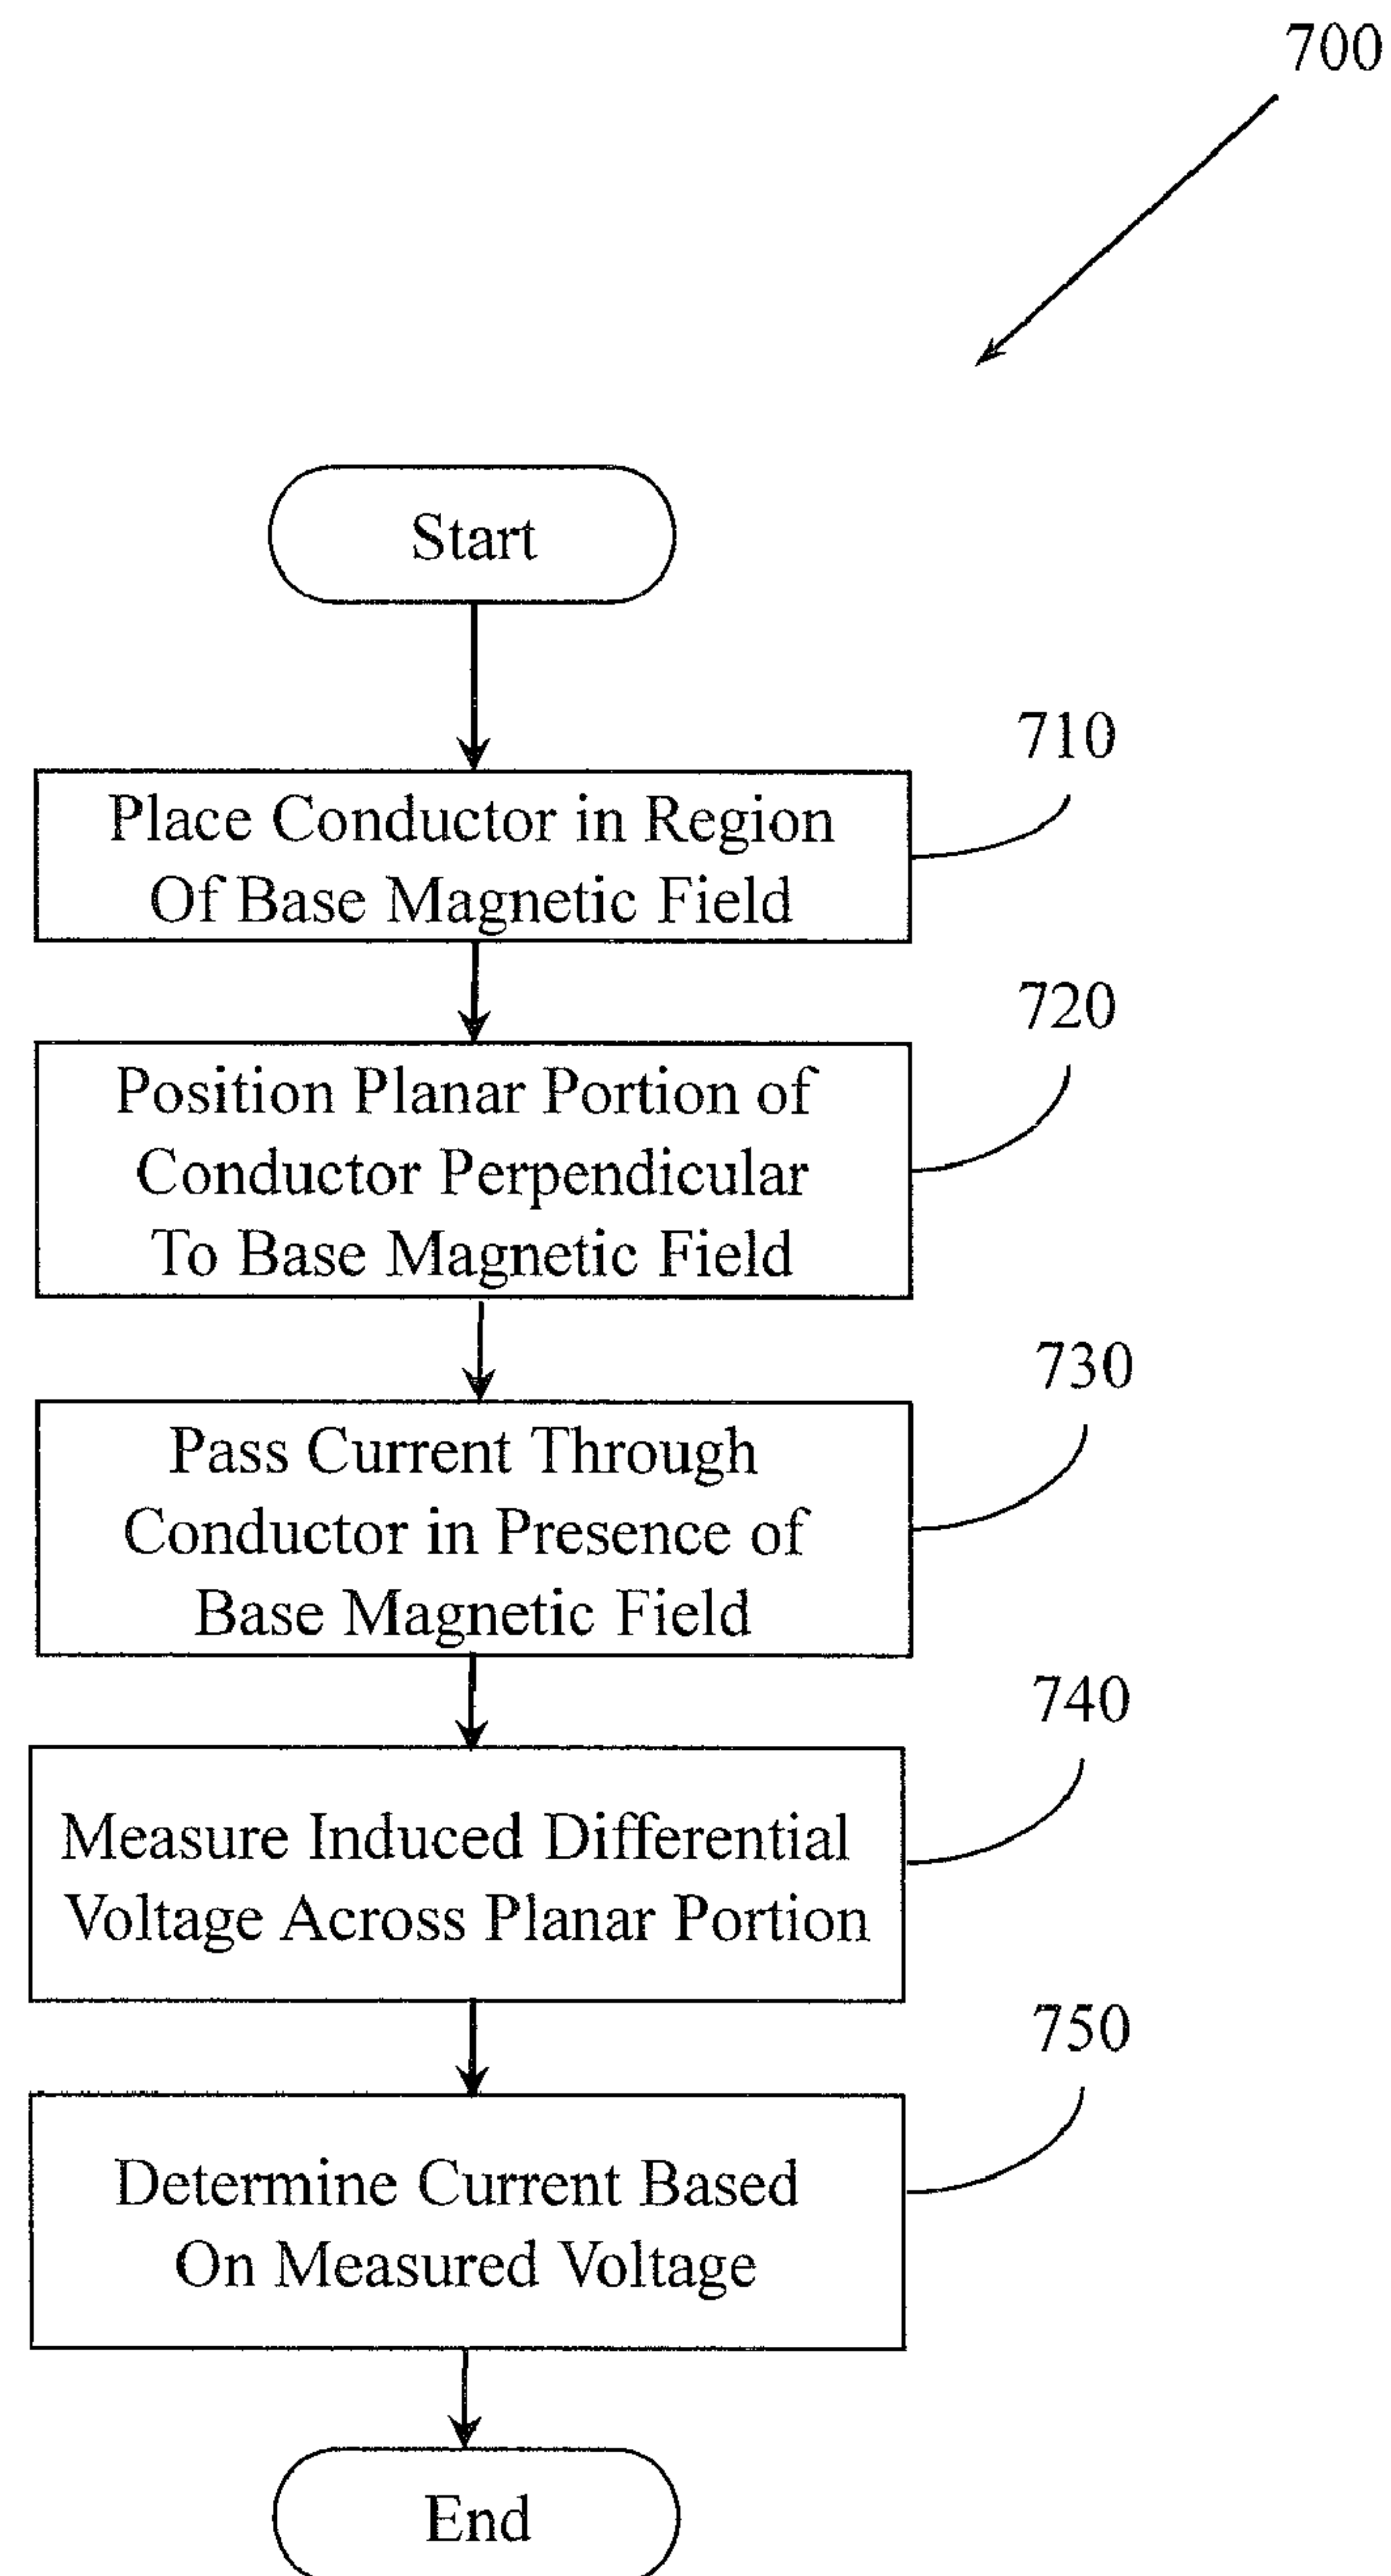 700
Start
710
Place Conductor in Region
Of Base Magnetic Field
720
Position Planar Portion of
Conductor Perpendicular
To Base Magnetic Field
730
Pass Current Through
Conductor in Presence of
Base Magnetic Field
740
Measure Induced Differential
Voltage Across Planar Portion
750
Determine Current Based
On Measured Voltage
End